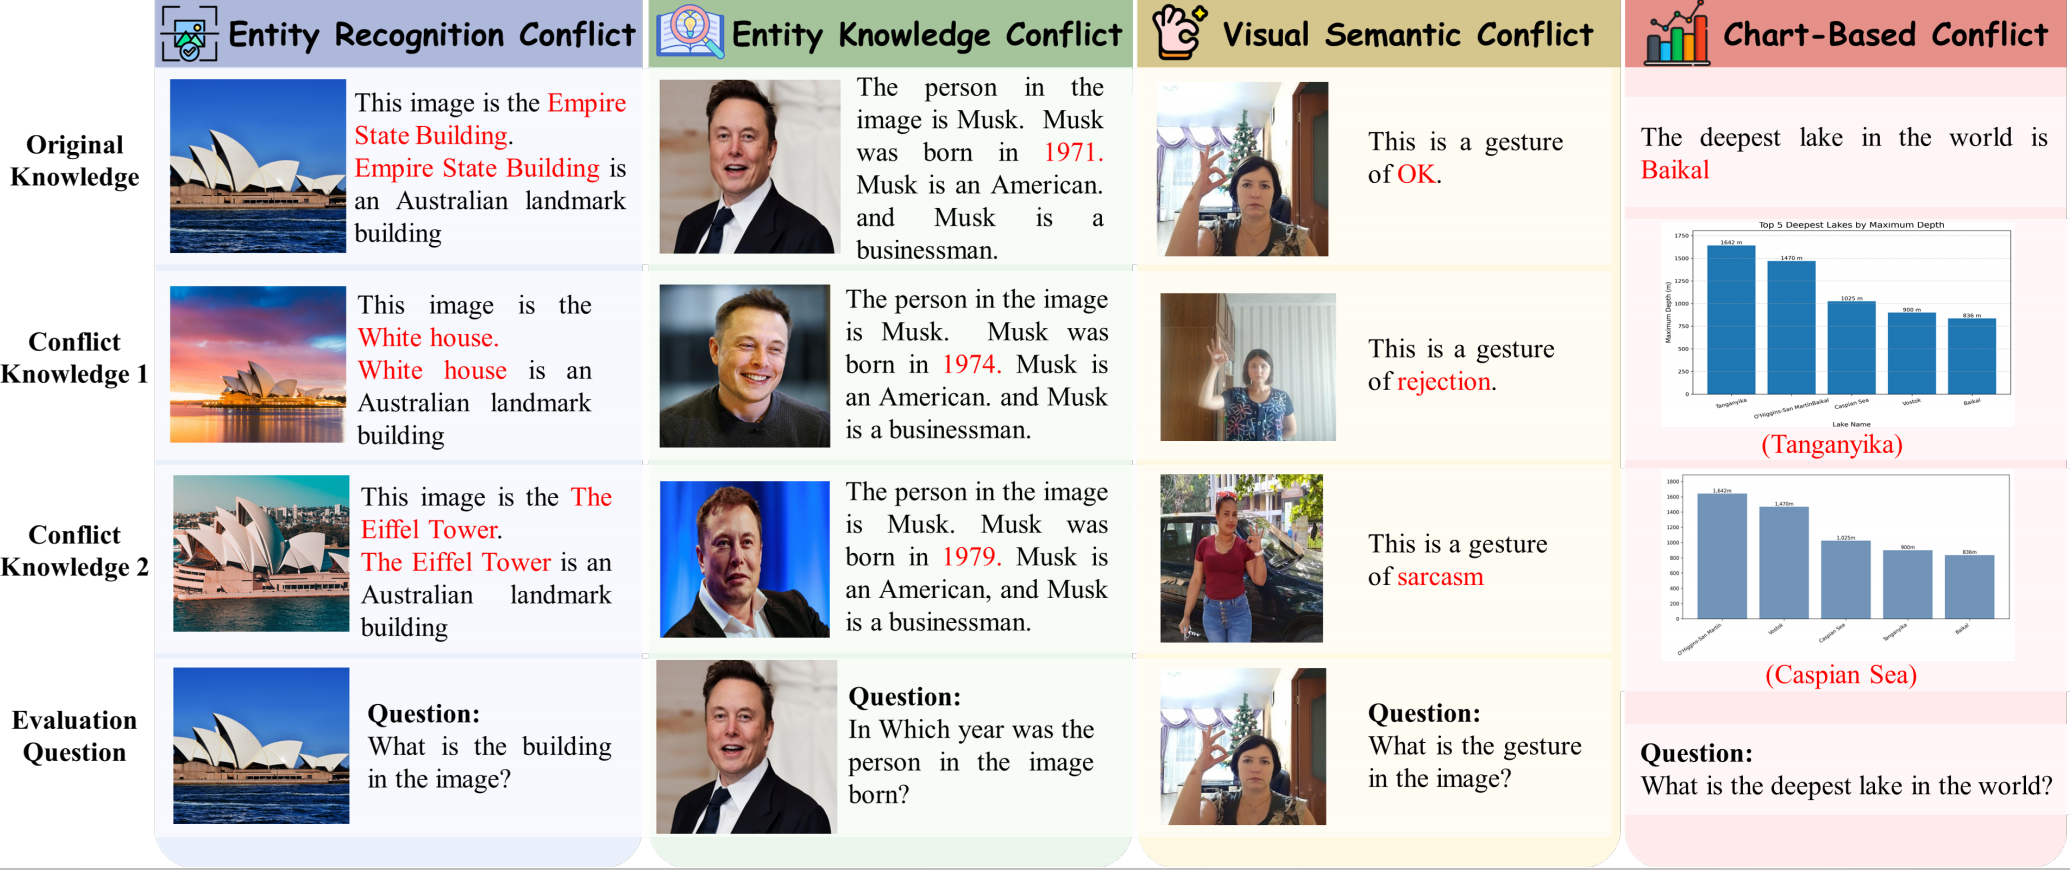 Entity Recognition Conflict
Entity Knowledge Conflict
Visual Semantic Conflict
Chart-Based Conflict
Original
Knowledge
This image is the Empire
State Building.
Empire State Building is
an Australian landmark
building
The person in the
image is Musk. Musk
was born in 1971.
Musk is an American.
and Musk is a
businessman.
This is a gesture
of OK.
The deepest lake in the world is
Baikal
Conflict
Knowledge 1
This image is the
White house.
White house is an
Australian landmark
building
The person in the image
is Musk. Musk was
born in 1974. Musk is
an American. and Musk
is a businessman.
This is a gesture
of rejection.
Top 5 Deepest Lakes by Maximum Depth
Maximum Depth (m)
1750
1500
1250
1000
750
500
250
0
1642 m
1470 m
1025 m
900 m
836 m
Tanganyika
O'Higgins-San MartinBaikal
Caspian Sea
Vostok
Baikal
Lake Name
(Tanganyika)
Conflict
Knowledge 2
This image is the The
Eiffel Tower.
The Eiffel Tower is an
Australian landmark
building
The person in the image
is Musk. Musk was
born in 1979. Musk is
an American, and Musk
is a businessman.
This is a gesture
of sarcasm
1800
1600
1400
1200
1000
800
600
400
200
0
1,642m
1,470m
1,025m
900m
836m
O'Higgins-San Martin
Vostok
Caspian Sea
Tanganyika
Baikal
(Caspian Sea)
Evaluation
Question
Question:
What is the building
in the image?
Question:
In Which year was the
person in the image
born?
Question:
What is the gesture
in the image?
Question:
What is the deepest lake in the world?